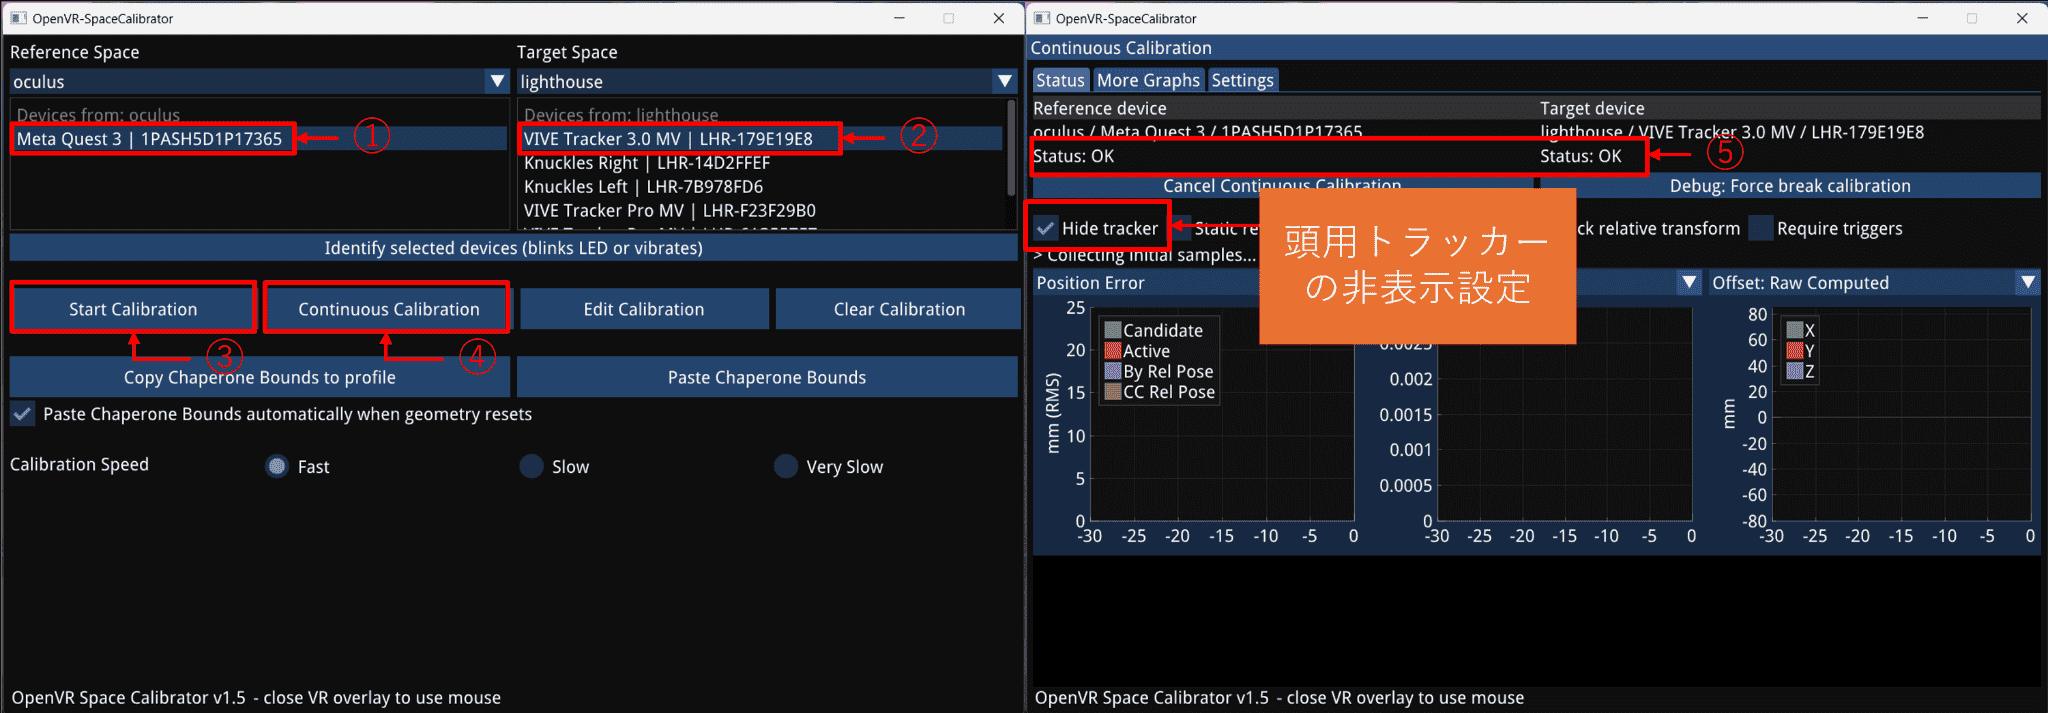 OpenVR-SpaceCalibrator
Reference Space
Target Space
oculus
lighthouse
Devices from: oculus
Devices from: lighthouse
Meta Quest 3 | 1PASH5D1P17365
①
VIVE Tracker 3.0 MV | LHR-179E19E8
②
Knuckles Right | LHR-14D2FFEF
Knuckles Left | LHR-7B978FD6
VIVE Tracker Pro MV | LHR-F23F29B0
Identify selected devices (blinks LED or vibrates)
Start Calibration
Continuous Calibration
Edit Calibration
Clear Calibration
③
④
Copy Chaperone Bounds to profile
Paste Chaperone Bounds
Paste Chaperone Bounds automatically when geometry resets
Calibration Speed
Fast
Slow
Very Slow
OpenVR Space Calibrator v1.5 - close VR overlay to use mouse
OpenVR-SpaceCalibrator
Continuous Calibration
Status
More Graphs
Settings
Reference device
Target device
oculus / Meta Quest 3 / 1PASH5D1P17365
lighthouse / VIVE Tracker 3.0 MV / LHR-179E19E8
Status: OK
Status: OK
⑤
Cancel Continuous Calibration
Debug: Force break calibration
Hide tracker
Static re
ck relative transform
Require triggers
頭用トラッカー
の非表示設定
> Collecting initial samples...
Position Error
Offset: Raw Computed
mm (RMS)
25
20
15
10
5
0
Candidate
Active
By Rel Pose
CC Rel Pose
-30 -25 -20 -15 -10 -5 0
0.0025
0.002
0.0015
0.001
0.0005
0
-30 -25 -20 -15 -10 -5 0
mm
80
60
40
20
0
-20
-40
-60
-80
X
Y
Z
-30 -25 -20 -15 -10 -5 0
OpenVR Space Calibrator v1.5 - close VR overlay to use mouse